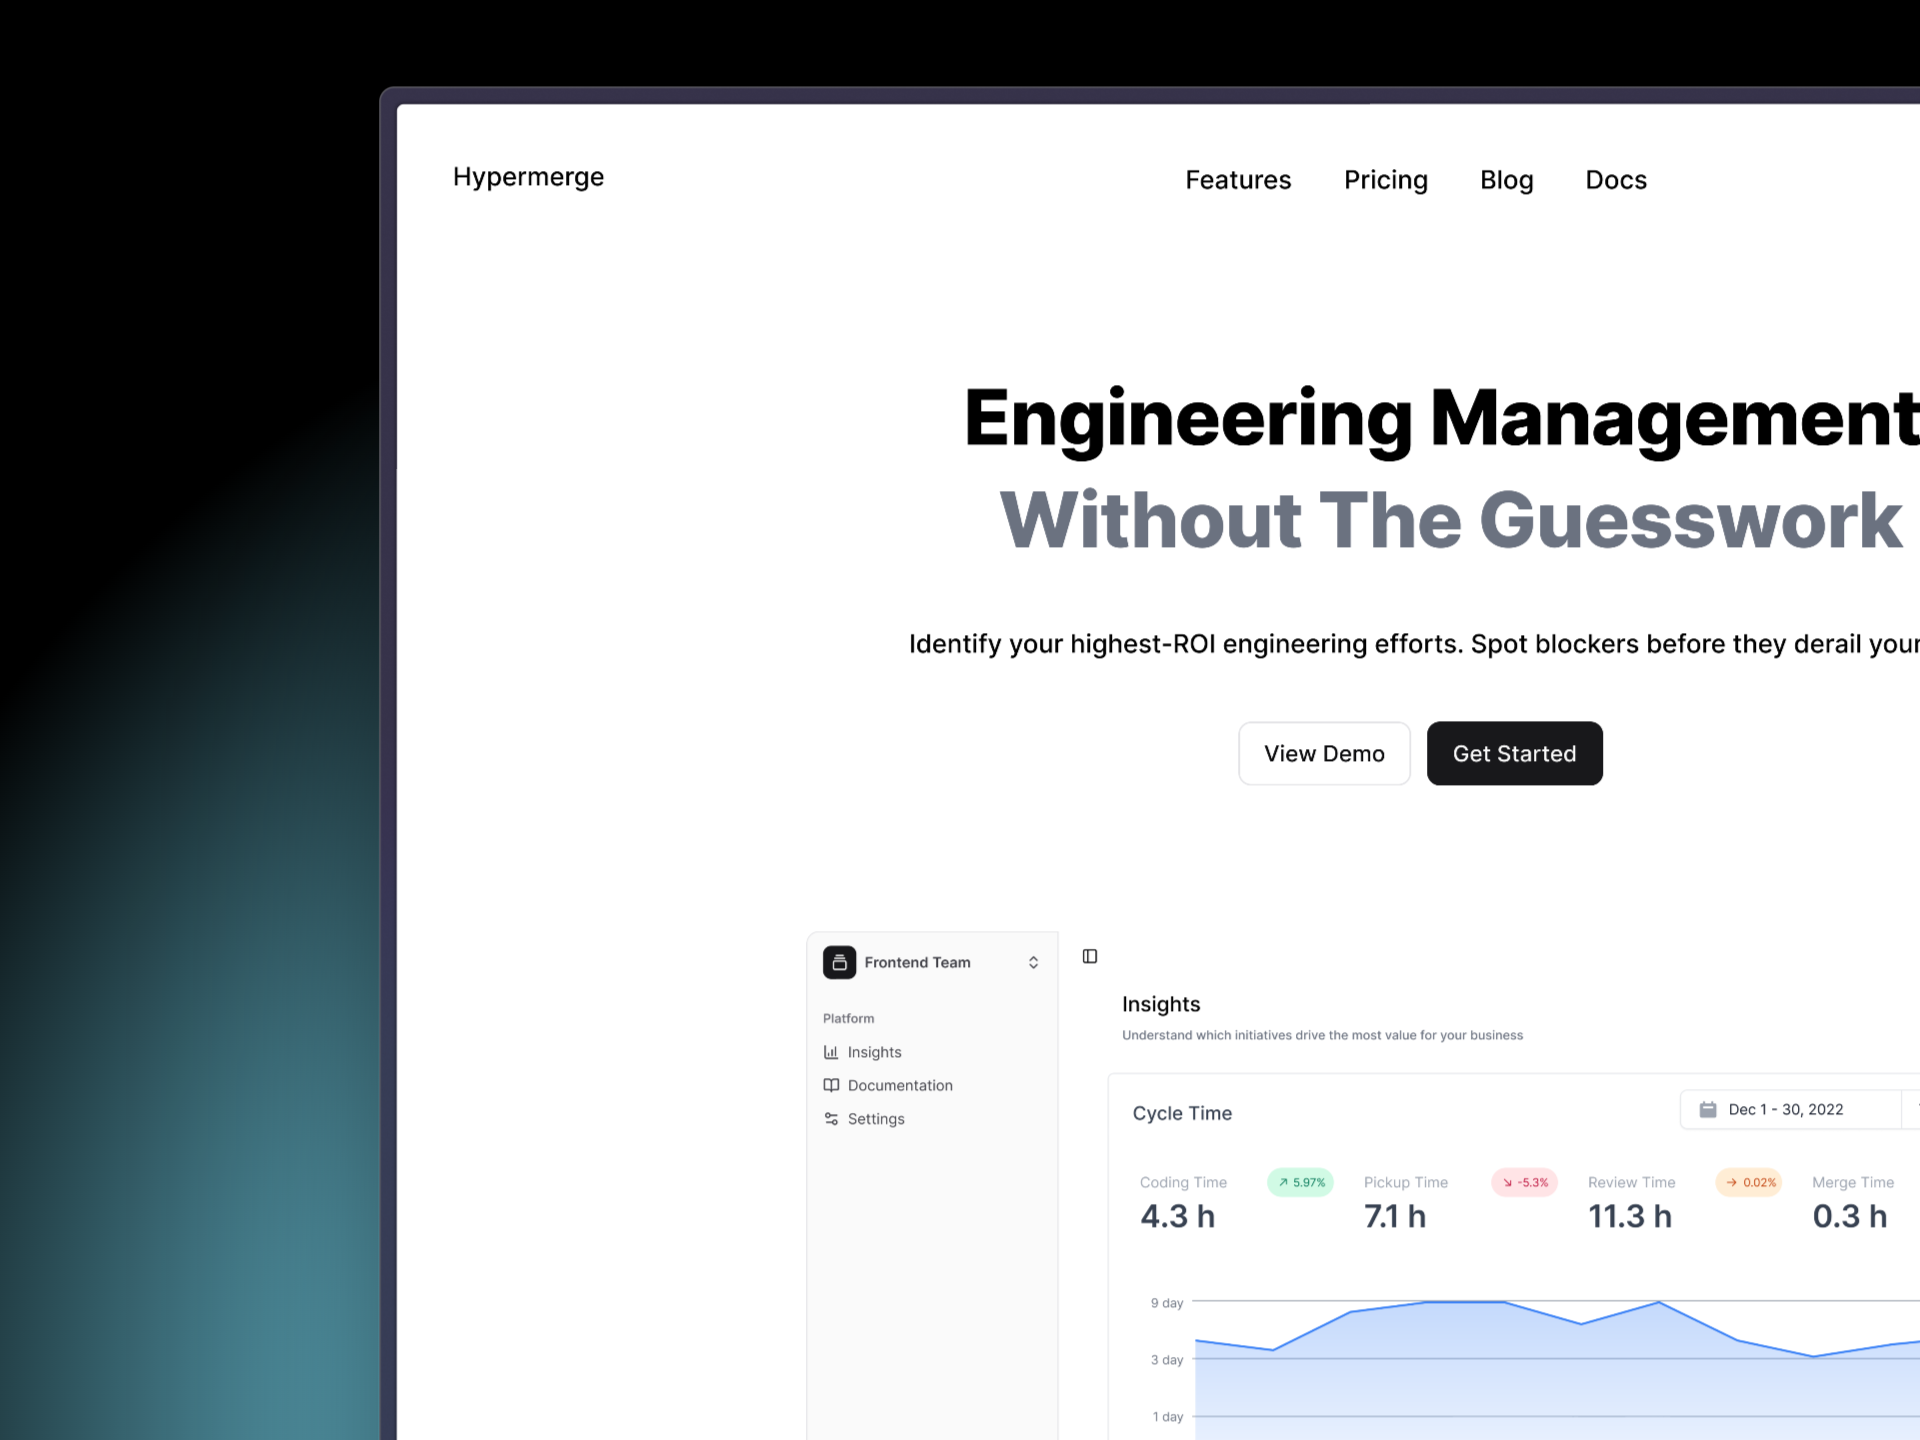 Hypermerge
Features Pricing Blog Docs
Engineering Management
Without The Guesswork
Identify your highest-ROI engineering efforts. Spot blockers before they derail your
View Demo Get Started
Frontend Team
Platform
Insights
Documentation
Settings
Insights
Understand which initiatives drive the most value for your business
Cycle Time
Dec 1 - 30, 2022
Coding Time 5.97% Pickup Time -5.3% Review Time 0.02% Merge Time
4.3 h 7.1 h 11.3 h 0.3 h
9 day
3 day
1 day